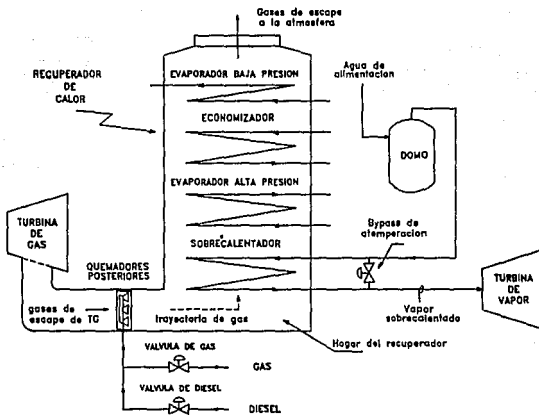 Gases de escape
a la atmosfera
RECUPERADOR
DE
CALOR
EVAPORADOR BAJA PRESION
Agua de
alimentacion
ECONOMIZADOR
DOMO
EVAPORADOR ALTA PRESION
TURBINA
DE
GAS
Bypass de
atemperacion
SOBRECALENTADOR
QUEMADORES
POSTERIORES
TURBINA
DE
VAPOR
gases de
escape de TG
trayectoria de gas
Vapor
sobrecalentado
Hogar del recuperador
VALVULA DE GAS
GAS
VALVULA DE DIESEL
DIESEL